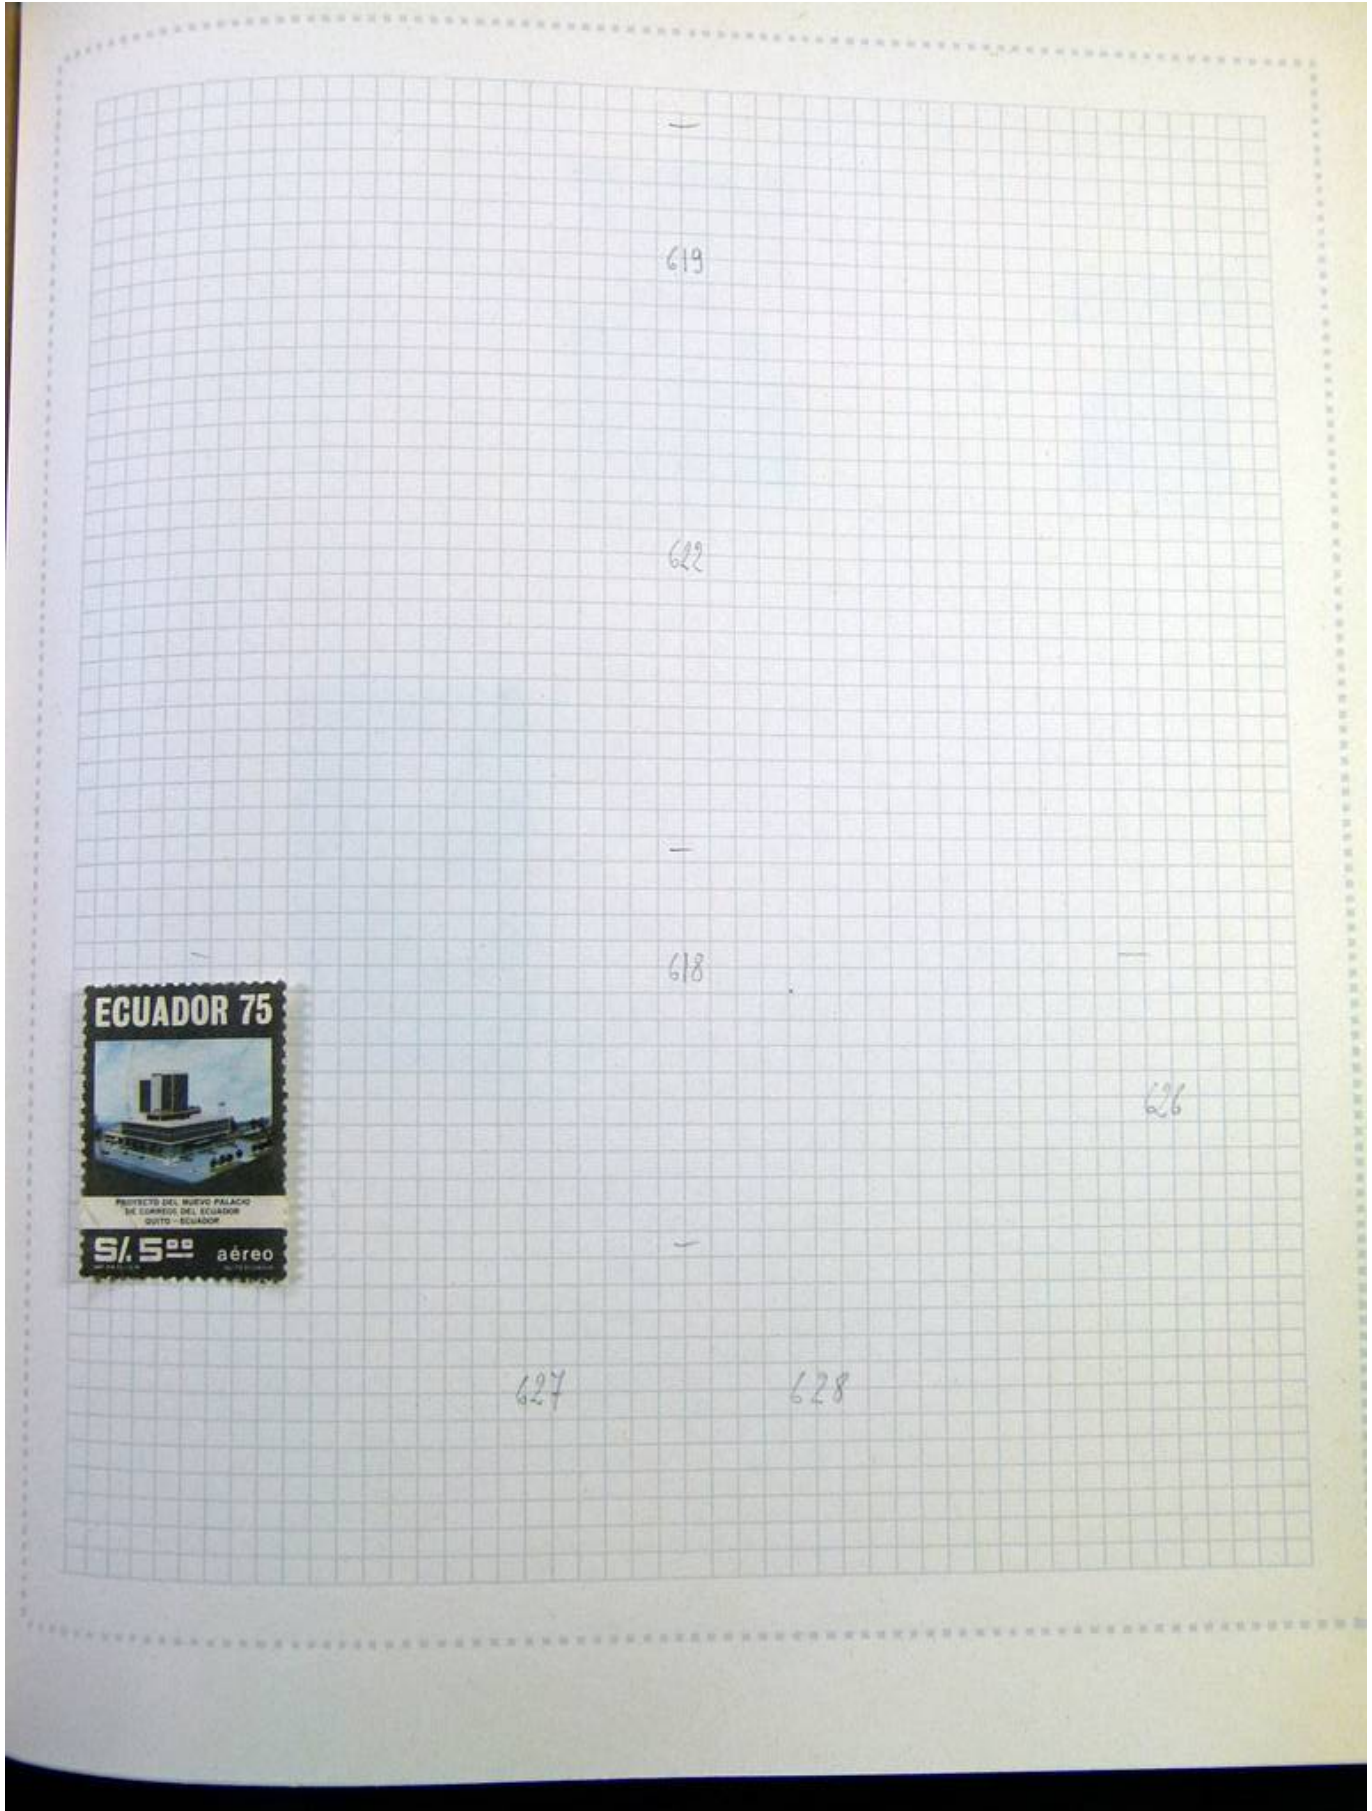 619
622
618
ECUADOR 75
626
PROYECTO DEL NUEVO PALACIO
DE CORREOS DEL ECUADOR
QUITO - ECUADOR
S/. 5.00 aéreo
627 628